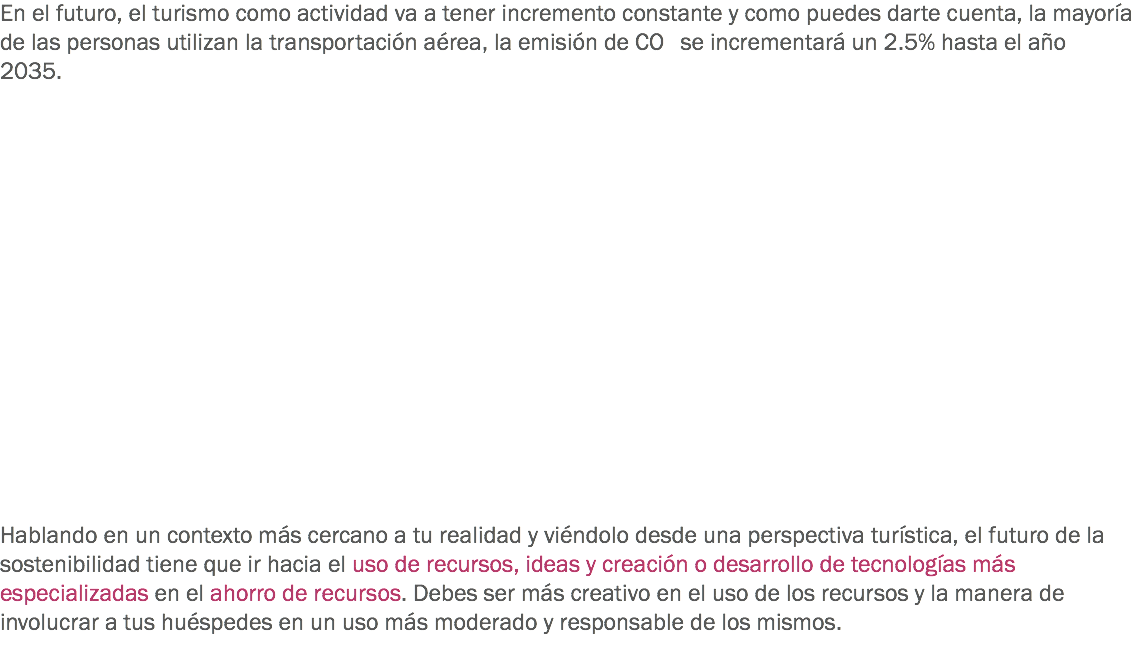 En el futuro, el turismo como actividad va a tener incremento constante y como puedes darte cuenta, la mayoría
de las personas utilizan la transportación aérea, la emisión de CO se incrementará un 2.5% hasta el año
2035.
Hablando en un contexto más cercano a tu realidad y viéndolo desde una perspectiva turística, el futuro de la
sostenibilidad tiene que ir hacia el uso de recursos, ideas y creación o desarrollo de tecnologías más
especializadas en el ahorro de recursos. Debes ser más creativo en el uso de los recursos y la manera de
involucrar a tus huéspedes en un uso más moderado y responsable de los mismos.